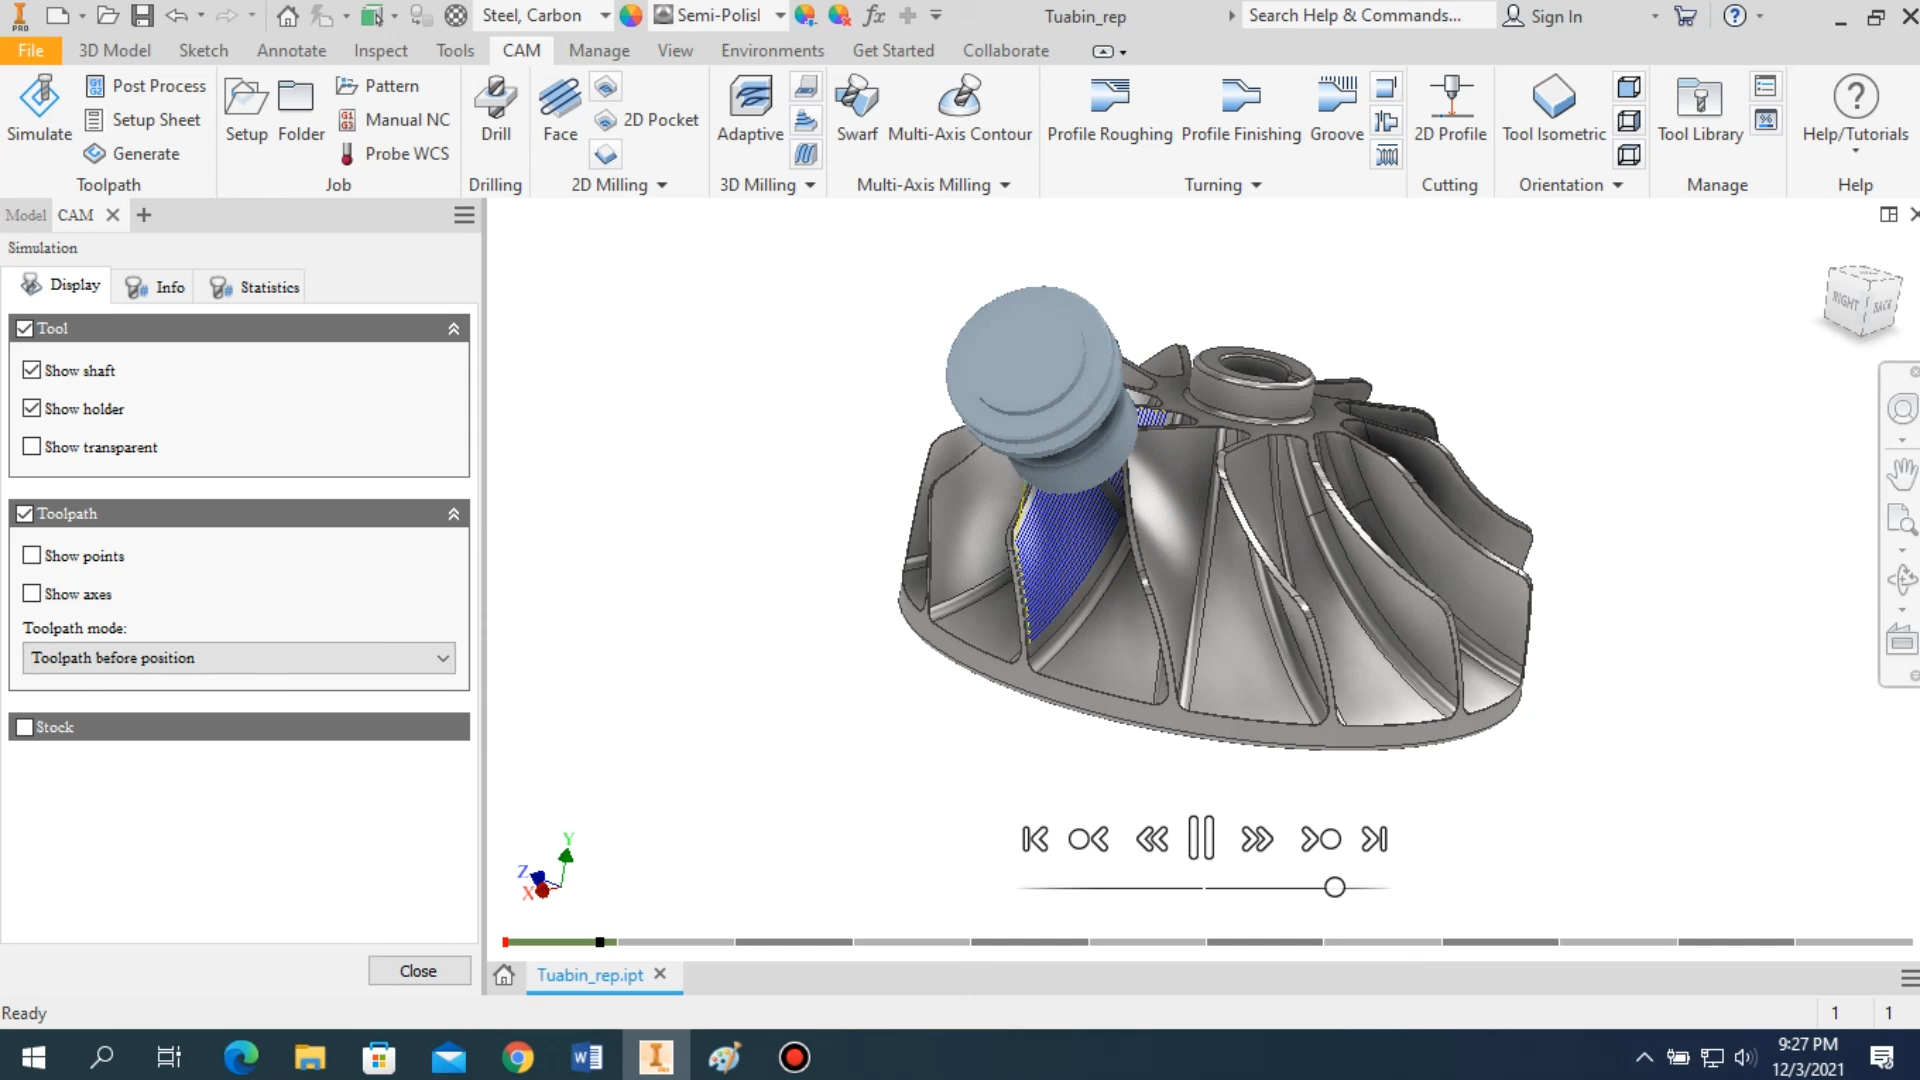 PRO
Steel, Carbon
Semi-Polisl
fx
Tuabin_rep
Search Help & Commands...
Sign In
File
3D Model
Sketch
Annotate
Inspect
Tools
CAM
Manage
View
Environments
Get Started
Collaborate
Simulate
Post Process
Setup Sheet
Generate
Toolpath
Setup
Folder
Pattern
Manual NC
Probe WCS
Job
Drill
Drilling
Face
2D Pocket
2D Milling
Adaptive
3D Milling
Swarf
Multi-Axis Contour
Multi-Axis Milling
Profile Roughing
Profile Finishing
Groove
Turning
2D Profile
Cutting
Tool Isometric
Orientation
Tool Library
Manage
Help/Tutorials
Help
Model
CAM
Simulation
Display
Info
Statistics
Tool
Show shaft
Show holder
Show transparent
Toolpath
Show points
Show axes
Toolpath mode:
Toolpath before position
Stock
Close
RIGHT
BACK
Y
Z
X
Tuabin_rep.ipt
Ready
1
1
9:27 PM
12/3/2021